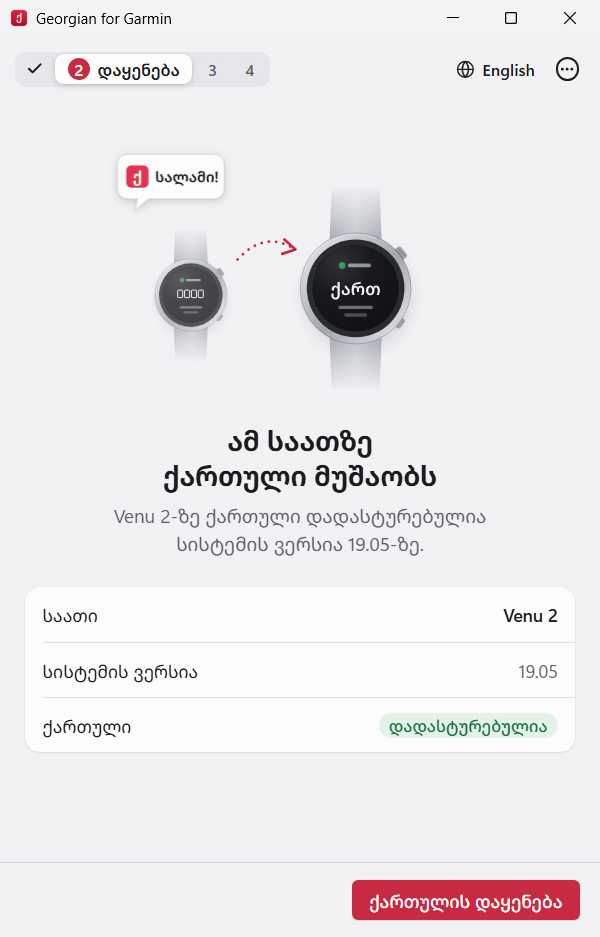 Georgian for Garmin
2 დაყენება 3 4
English
ქ სალამი!
ქართ
ამ საათზე
ქართული მუშაობს
Venu 2-ზე ქართული დადასტურებულია
სისტემის ვერსია 19.05-ზე.
საათი Venu 2
სისტემის ვერსია 19.05
ქართული დადასტურებულია
ქართულის დაყენება